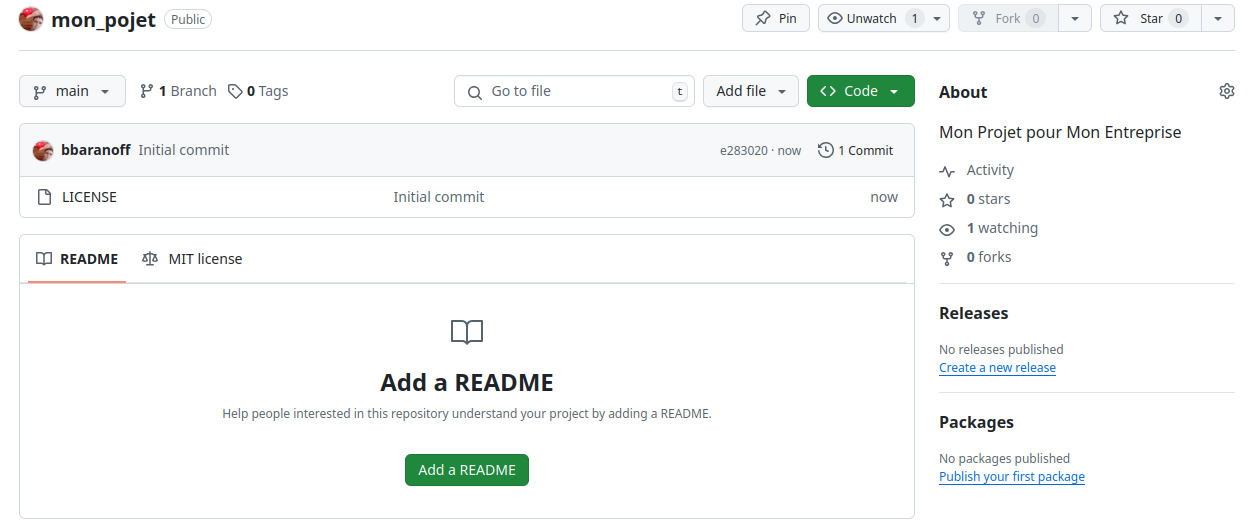 mon_pojet Public Pin Unwatch 1 Fork 0 Star 0
main 1 Branch 0 Tags Go to file t Add file Code
bbaranoff Initial commit e283020 · now 1 Commit
LICENSE Initial commit now
README MIT license
Add a README
Help people interested in this repository understand your project by adding a README.
Add a README
About
Mon Projet pour Mon Entreprise
Activity
0 stars
1 watching
0 forks
Releases
No releases published
Create a new release
Packages
No packages published
Publish your first package